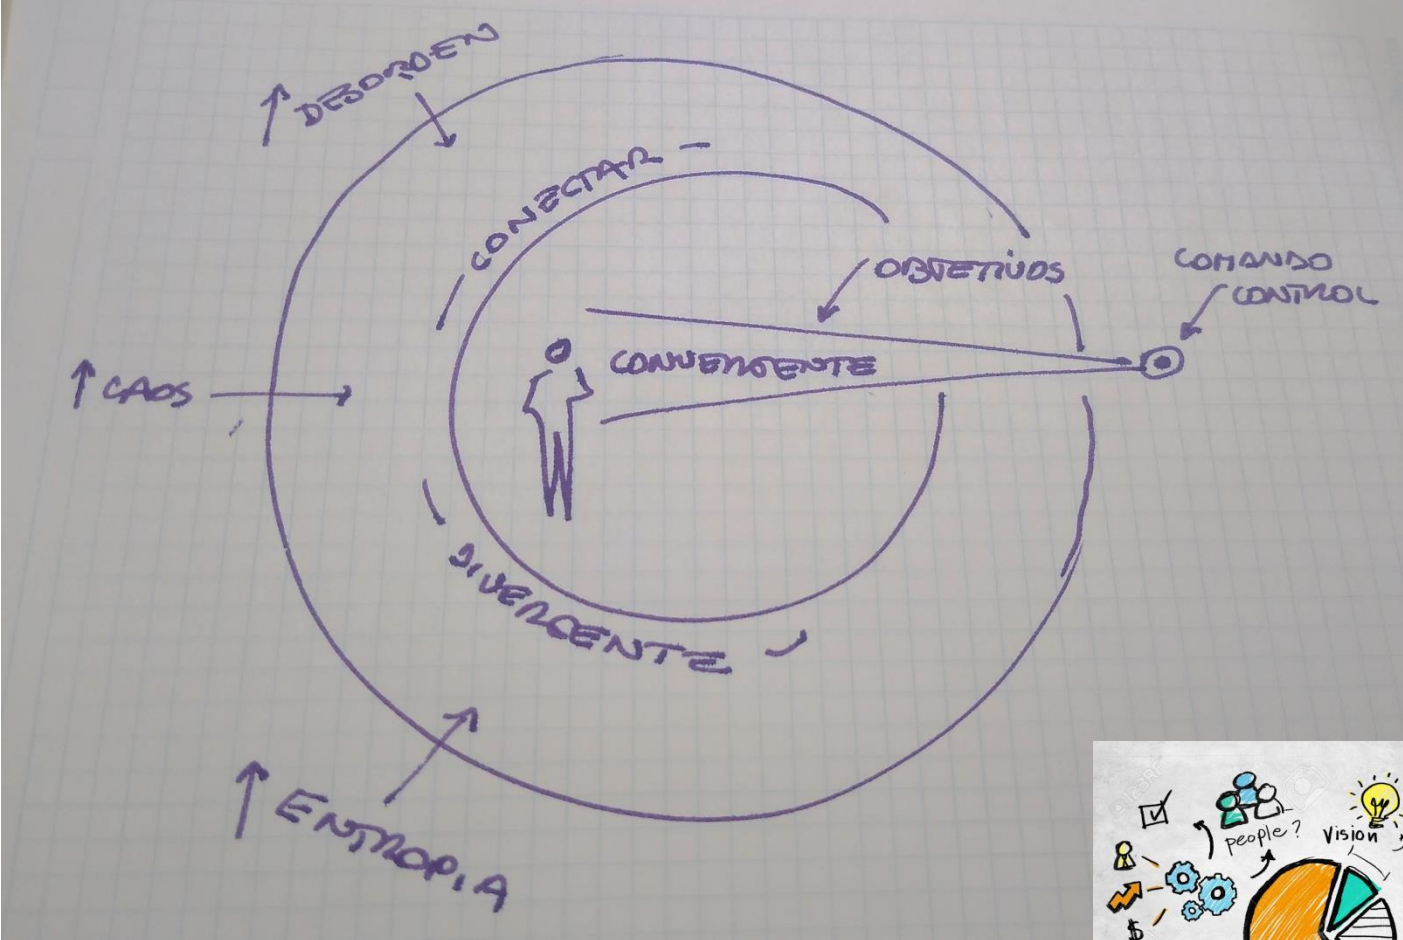 ↑ DESORDEN
CONECTAR
OBJETIVOS
COMANDO
CONTROL
CONVERGENTE
↑ CAOS
DIVERGENTE
↑ ENTROPIA
people?
Vision
$